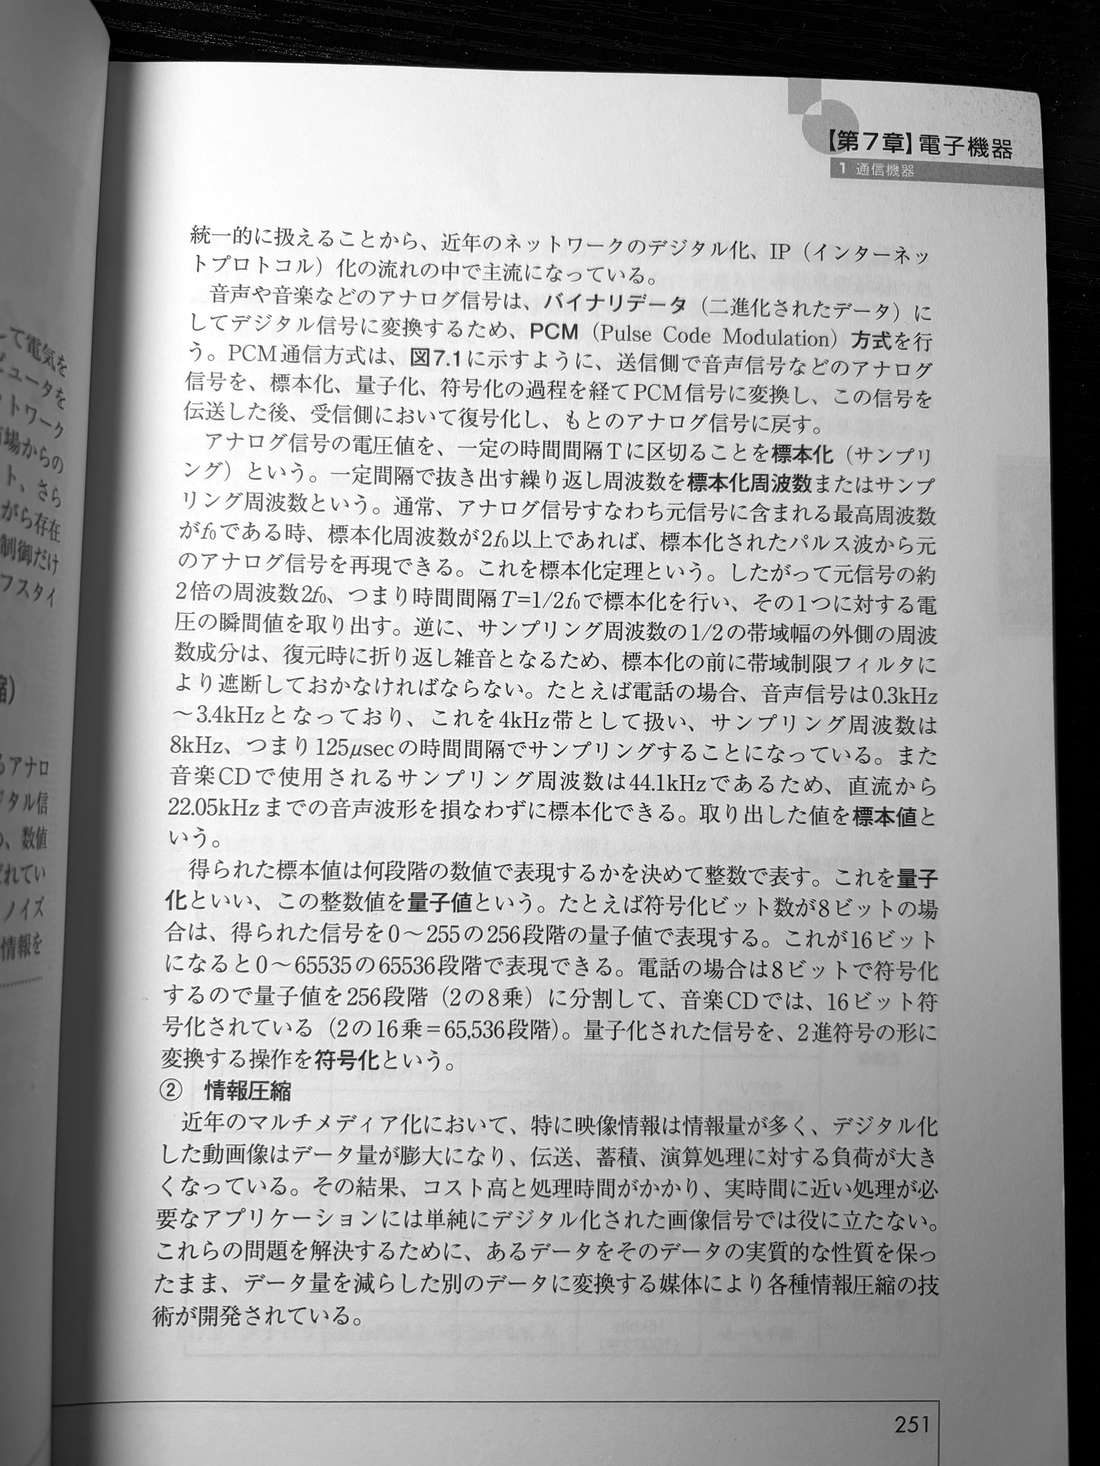 【第7章】電子機器
1 通信機器
統一的に扱えることから、近年のネットワークのデジタル化、IP（インターネッ
トプロトコル）化の流れの中で主流になっている。
音声や音楽などのアナログ信号は、バイナリデータ（二進化されたデータ）に
してデジタル信号に変換するため、PCM（Pulse Code Modulation）方式を行
う。PCM通信方式は、図7.1に示すように、送信側で音声信号などのアナログ
信号を、標本化、量子化、符号化の過程を経てPCM信号に変換し、この信号を
伝送した後、受信側において復号化し、もとのアナログ信号に戻す。
アナログ信号の電圧値を、一定の時間間隔Tに区切ることを標本化（サンプリ
ング）という。一定間隔で抜き出す繰り返し周波数を標本化周波数またはサンプ
リング周波数という。通常、アナログ信号すなわち元信号に含まれる最高周波数
がf₀である時、標本化周波数が2f₀以上であれば、標本化されたパルス波から元
のアナログ信号を再現できる。これを標本化定理という。したがって元信号の約
2倍の周波数2f₀、つまり時間間隔T=1/2f₀で標本化を行い、その1つに対する電
圧の瞬間値を取り出す。逆に、サンプリング周波数の1/2の帯域幅の外側の周波
数成分は、復元時に折り返し雑音となるため、標本化の前に帯域制限フィルタに
より遮断しておかなければならない。たとえば電話の場合、音声信号は0.3kHz
～3.4kHzとなっており、これを4kHz帯として扱い、サンプリング周波数は
8kHz、つまり125μsecの時間間隔でサンプリングすることになっている。また
音楽CDで使用されるサンプリング周波数は44.1kHzであるため、直流から
22.05kHzまでの音声波形を損なわずに標本化できる。取り出した値を標本値と
いう。
得られた標本値は何段階の数値で表現するかを決めて整数で表す。これを量子
化といい、この整数値を量子値という。たとえば符号化ビット数が8ビットの場
合は、得られた信号を0～255の256段階の量子値で表現する。これが16ビット
になると0～65535の65536段階で表現できる。電話の場合は8ビットで符号化
するので量子値を256段階（2の8乗）に分割して、音楽CDでは、16ビット符
号化されている（2の16乗＝65,536段階）。量子化された信号を、2進符号の形に
変換する操作を符号化という。
② 情報圧縮
近年のマルチメディア化において、特に映像情報は情報量が多く、デジタル化
した動画像はデータ量が膨大になり、伝送、蓄積、演算処理に対する負荷が大き
くなっている。その結果、コスト高と処理時間がかかり、実時間に近い処理が必
要なアプリケーションには単純にデジタル化された画像信号では役に立たない。
これらの問題を解決するために、あるデータをそのデータの実質的な性質を保っ
たまま、データ量を減らした別のデータに変換する媒体により各種情報圧縮の技
術が開発されている。
251
て電気を
ピュータを
トワーク
市場からの
ト、さら
がら存在
制御だけ
フスタイ
縮）
るアナロ
ジタル信
め、数値
ばれてい
ノイズ
情報を